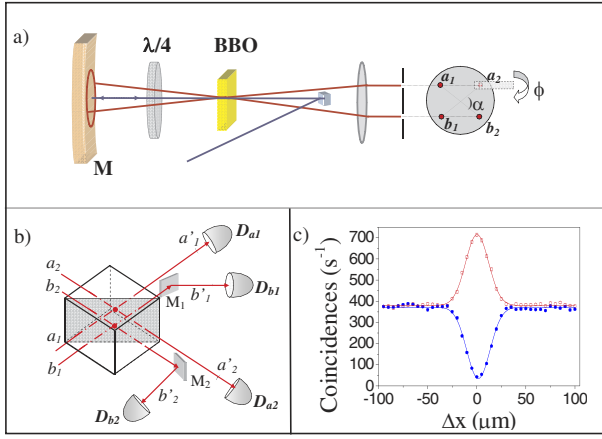 a)
λ/4
BBO
M
a1
a2
b1
b2
α
ϕ
b)
a2
b2
a1
b1
a'1
b'1
M1
Da1
Db1
a'2
b'2
M2
Da2
Db2
c)
Coincidences (s-1)
700
600
500
400
300
200
100
0
-100 -50 0 50 100
Δx (μm)